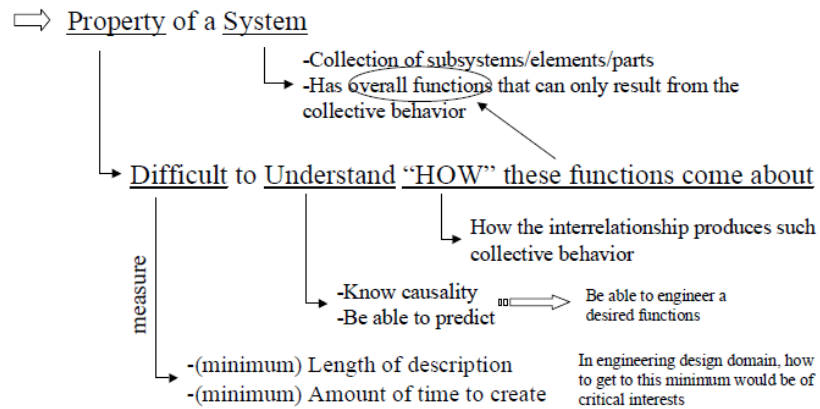 Property of a System
-Collection of subsystems/elements/parts
-Has overall functions that can only result from the
collective behavior
Difficult to Understand “HOW” these functions come about
How the interrelationship produces such
collective behavior
measure
-Know causality
-Be able to predict
Be able to engineer a
desired functions
-(minimum) Length of description
-(minimum) Amount of time to create
In engineering design domain, how
to get to this minimum would be of
critical interests